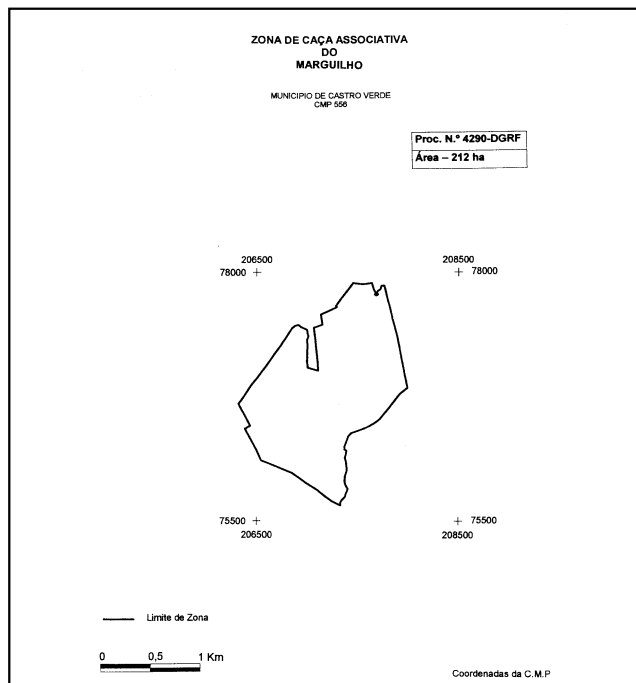 ZONA DE CAÇA ASSOCIATIVA
DO
MARGUILHO
MUNICIPIO DE CASTRO VERDE
CMP 556
Proc. N.º 4290-DGRF
Área – 212 ha
206500
208500
78000
78000
75500
75500
206500
208500
Limite de Zona
0 0,5 1 Km
Coordenadas da C.M.P